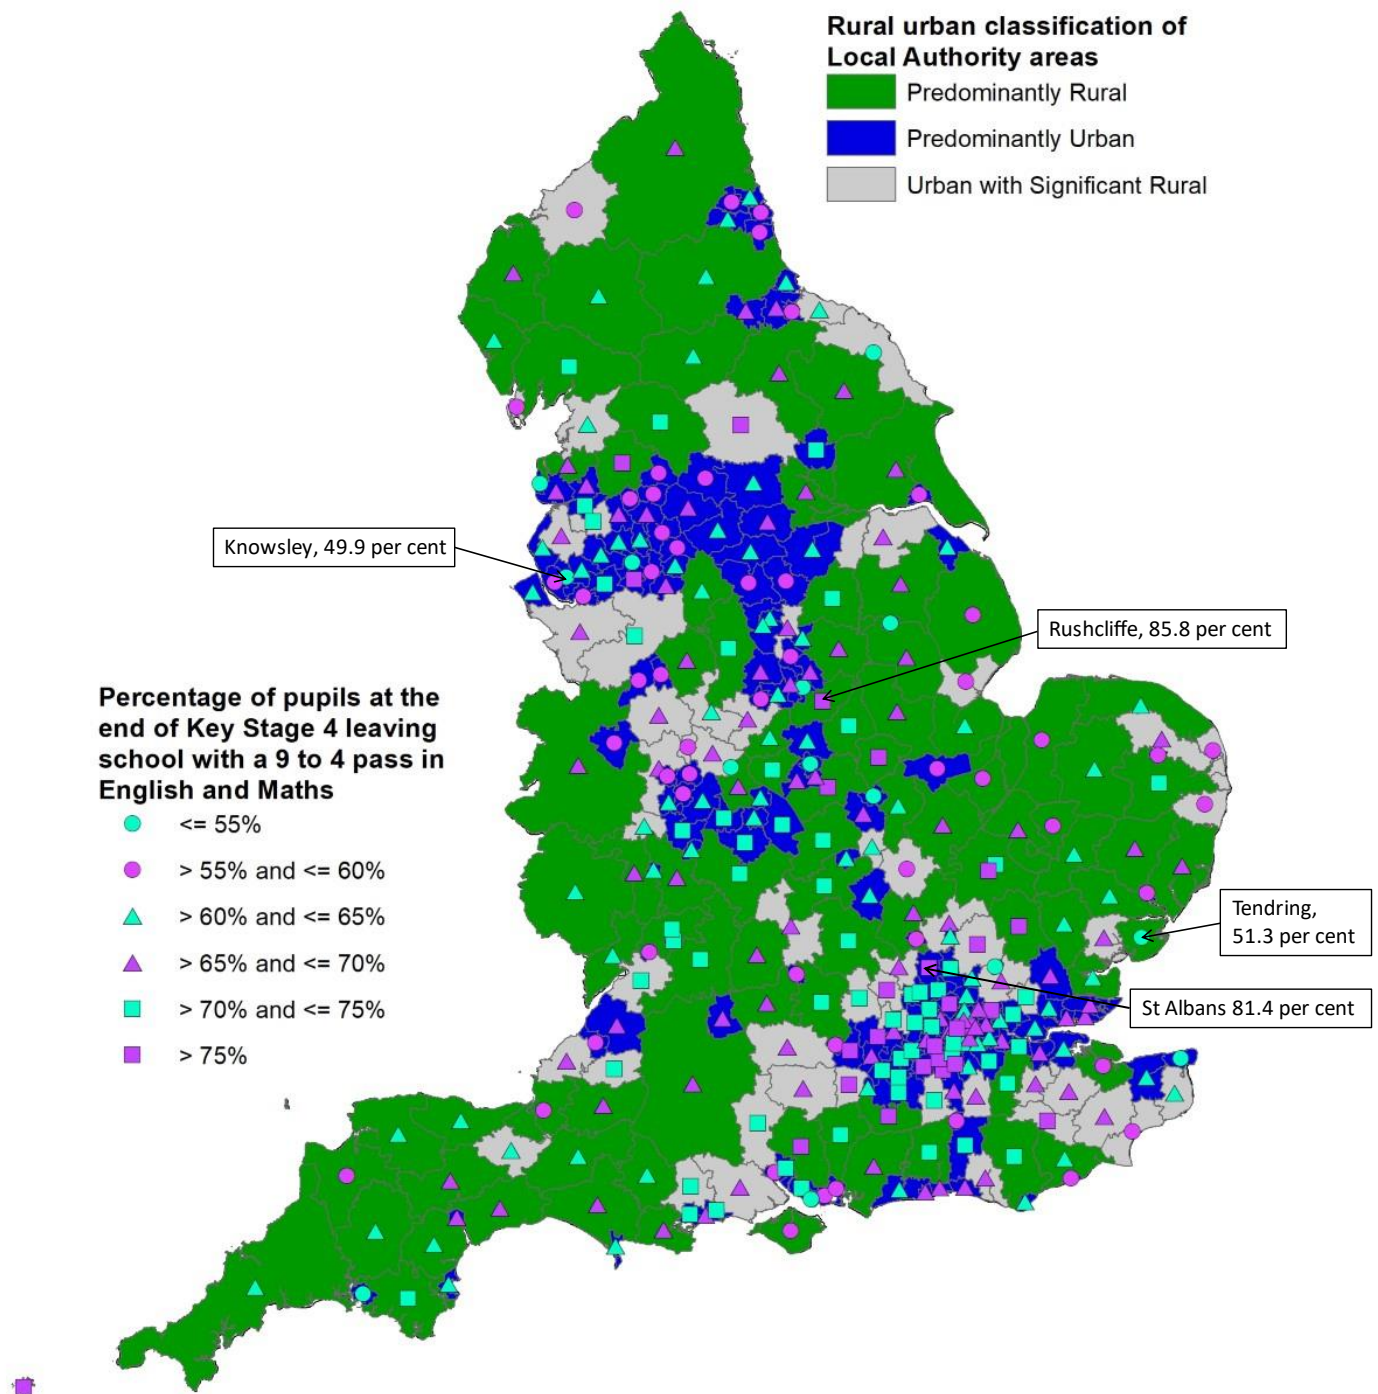 Rural urban classification of
Local Authority areas
Predominantly Rural
Predominantly Urban
Urban with Significant Rural
Knowsley, 49.9 per cent
Rushcliffe, 85.8 per cent
Percentage of pupils at the
end of Key Stage 4 leaving
school with a 9 to 4 pass in
English and Maths
<= 55%
> 55% and <= 60%
> 60% and <= 65%
> 65% and <= 70%
> 70% and <= 75%
> 75%
Tendring,
51.3 per cent
St Albans 81.4 per cent